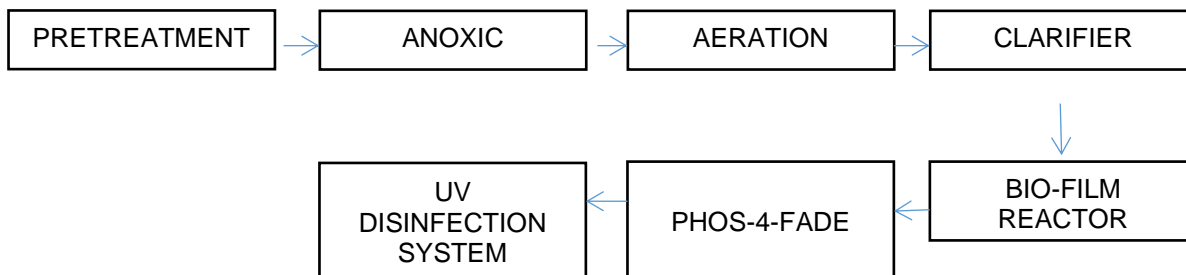 PRETREATMENT
ANOXIC
AERATION
CLARIFIER
BIO-FILM
REACTOR
PHOS-4-FADE
UV
DISINFECTION
SYSTEM